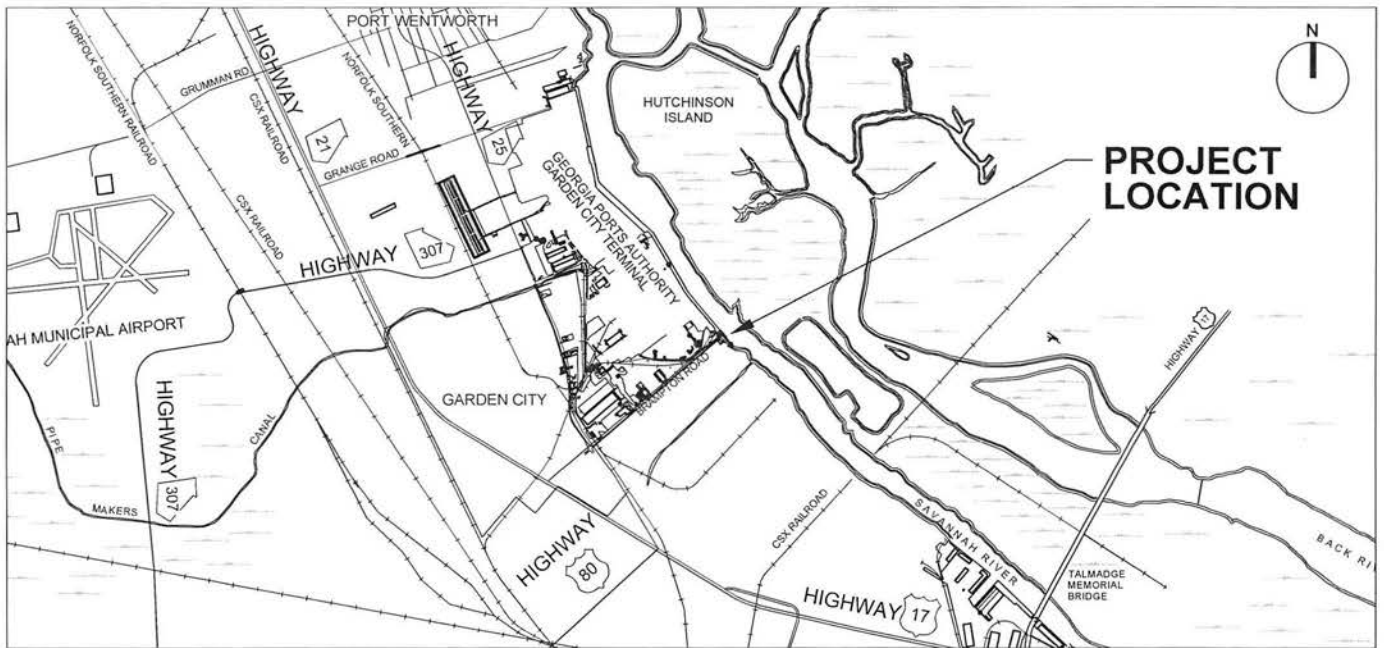 PORT WENTWORTH
N
NORFOLK SOUTHERN RAILROAD
HIGHWAY
21
GRUMMAN RD
CSX RAILROAD
NORFOLK SOUTHERN
HIGHWAY
25
HUTCHINSON
ISLAND
GRANGE ROAD
PROJECT
LOCATION
GEORGIA PORTS AUTHORITY
GARDEN CITY TERMINAL
CSX RAILROAD
HIGHWAY
307
AH MUNICIPAL AIRPORT
HIGHWAY
17
BRAMPTON ROAD
GARDEN CITY
HIGHWAY
307
CANAL
PIPE
MAKERS
CSX RAILROAD
SAVANNAH RIVER
HIGHWAY
80
BACK RI
TALMADGE
MEMORIAL
BRIDGE
HIGHWAY
17